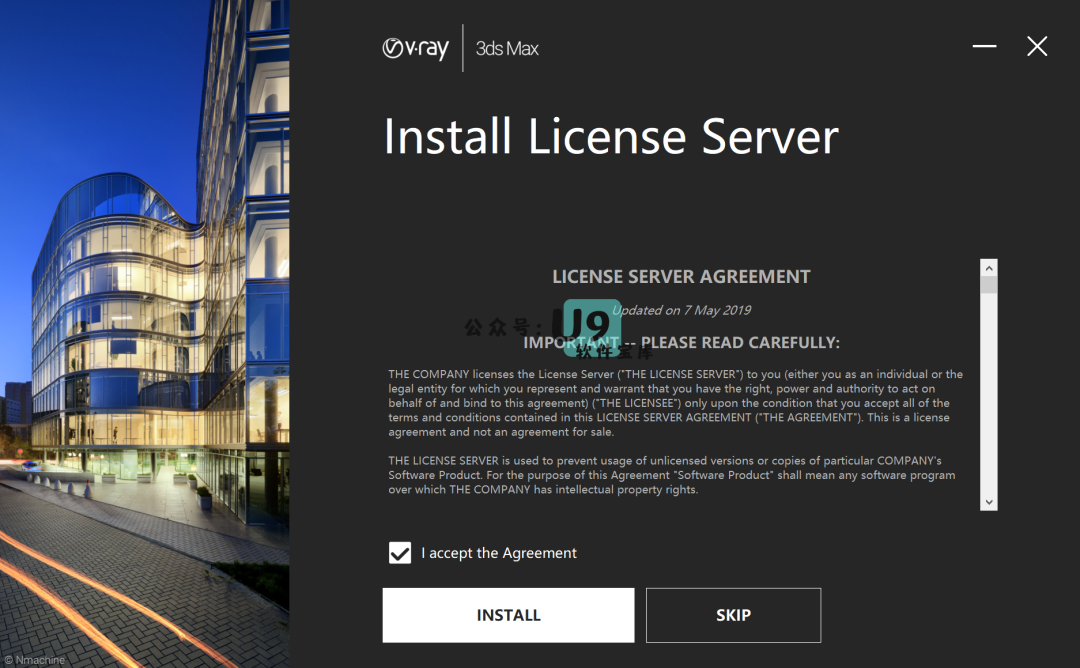 v·ray
3ds Max
Install License Server
LICENSE SERVER AGREEMENT
Updated on 7 May 2019
公众号:
U9
软件宝库
IMPORTANT -- PLEASE READ CAREFULLY:
THE COMPANY licenses the License Server ("THE LICENSE SERVER") to you (either you as an individual or the
legal entity for which you represent and warrant that you have the right, power and authority to act on
behalf of and bind to this agreement) ("THE LICENSEE") only upon the condition that you accept all of the
terms and conditions contained in this LICENSE SERVER AGREEMENT ("THE AGREEMENT"). This is a license
agreement and not an agreement for sale.
THE LICENSE SERVER is used to prevent usage of unlicensed versions or copies of particular COMPANY's
Software Product. For the purpose of this Agreement "Software Product" shall mean any software program
over which THE COMPANY has intellectual property rights.
I accept the Agreement
INSTALL
SKIP
© Nmachine